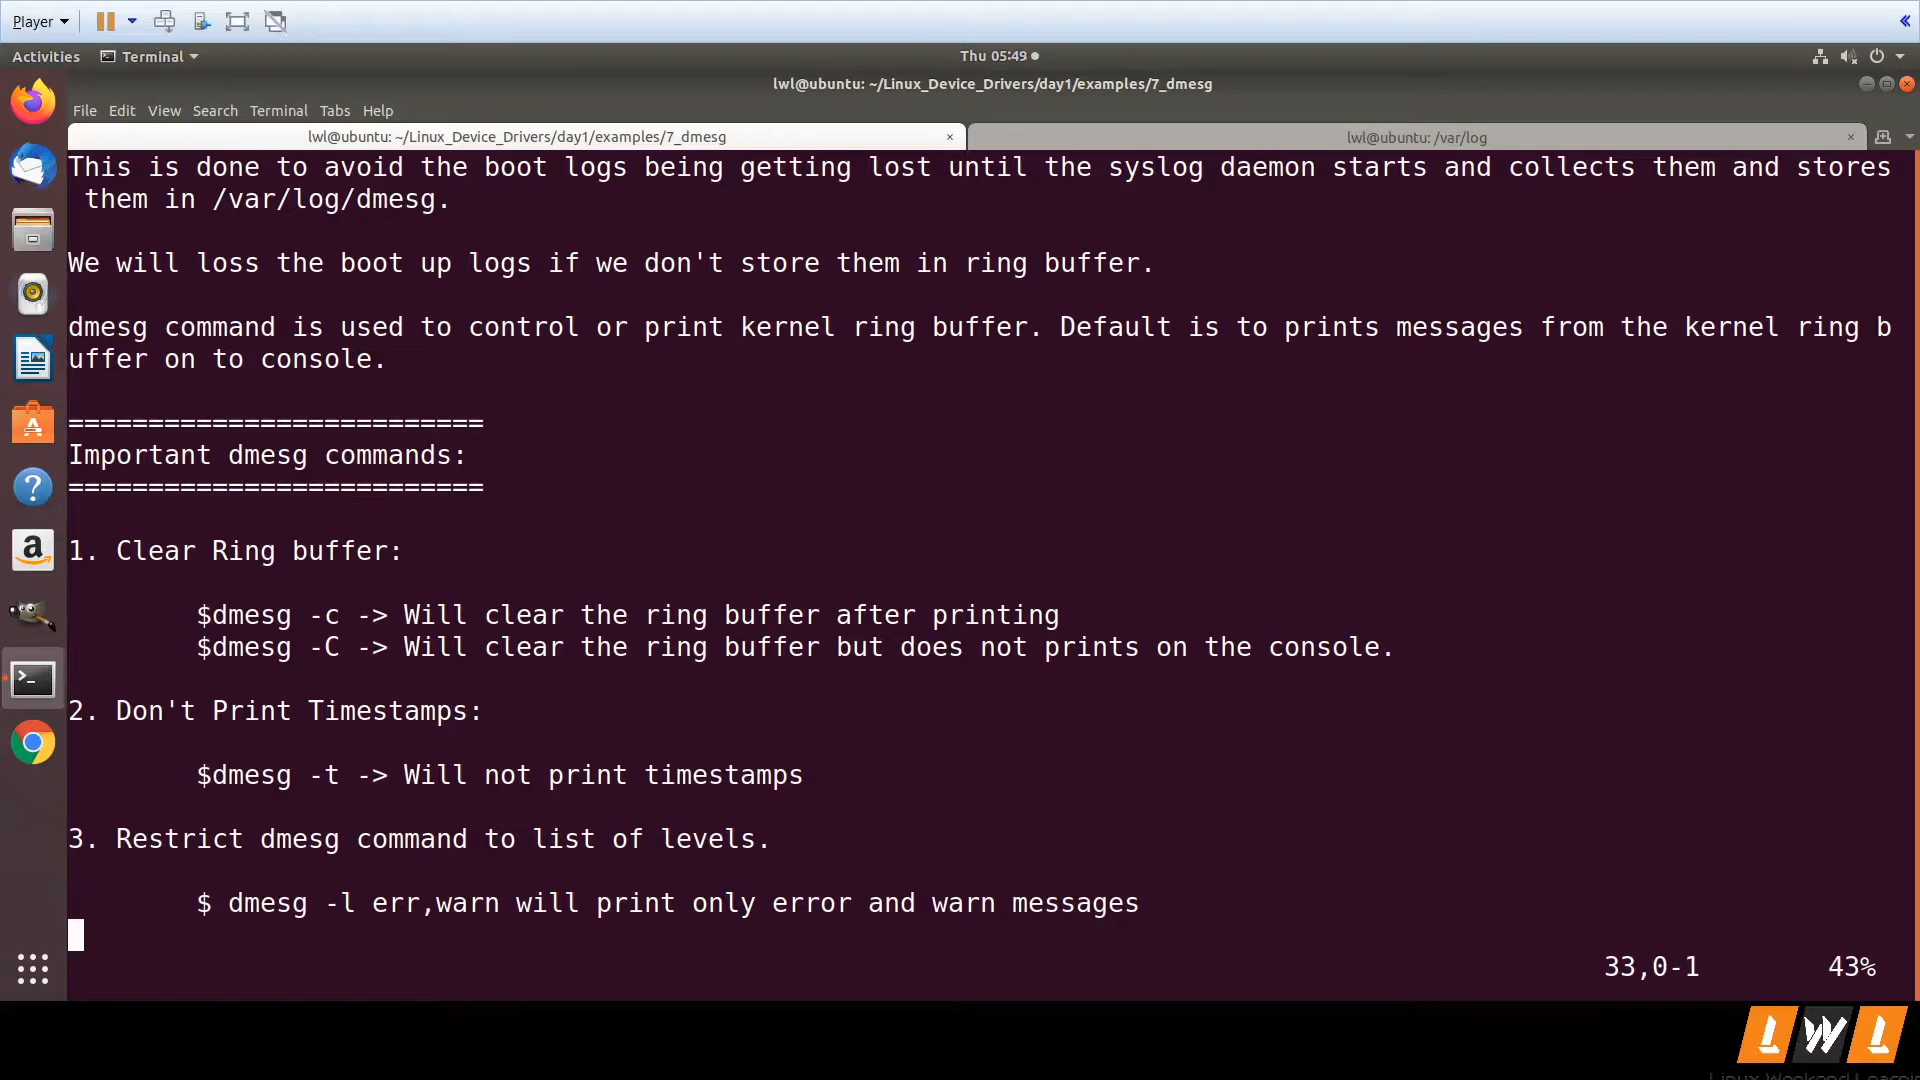 Player
Activities Terminal Thu 05:49
lwl@ubuntu: ~/Linux_Device_Drivers/day1/examples/7_dmesg
File Edit View Search Terminal Tabs Help
lwl@ubuntu: ~/Linux_Device_Drivers/day1/examples/7_dmesg × lwl@ubuntu: /var/log ×
This is done to avoid the boot logs being getting lost until the syslog daemon starts and collects them and stores
 them in /var/log/dmesg.
We will loss the boot up logs if we don't store them in ring buffer.
dmesg command is used to control or print kernel ring buffer. Default is to prints messages from the kernel ring b
uffer on to console.
==========================
Important dmesg commands:
==========================
1. Clear Ring buffer:
$dmesg -c -> Will clear the ring buffer after printing
$dmesg -C -> Will clear the ring buffer but does not prints on the console.
2. Don't Print Timestamps:
$dmesg -t -> Will not print timestamps
3. Restrict dmesg command to list of levels.
$ dmesg -l err,warn will print only error and warn messages
33,0-1 43%
LWL